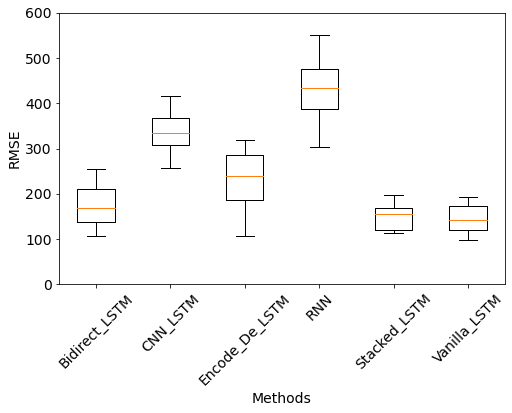 600
500
400
300
200
100
0
RMSE
Bidirect_LSTM
CNN_LSTM
Encode_De_LSTM
RNN
Stacked_LSTM
Vanilla_LSTM
Methods